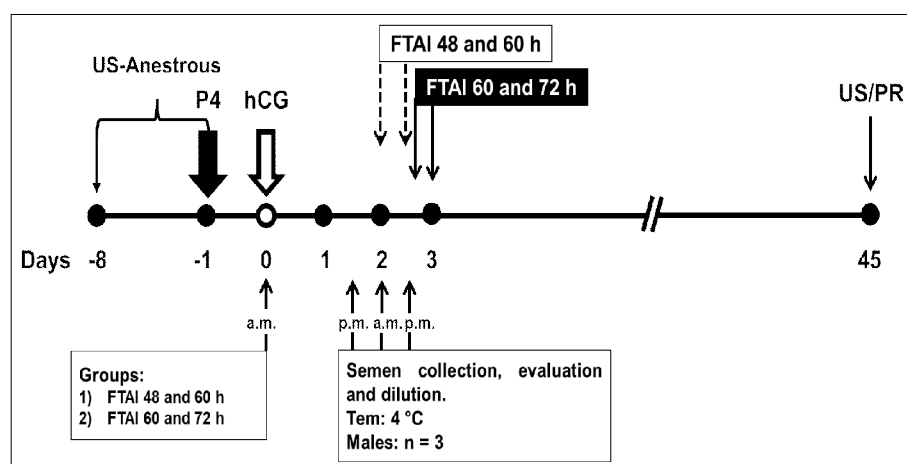 FTAI 48 and 60 h
US-Anestrous
FTAI 60 and 72 h
P4
hCG
US/PR
Days -8 -1 0 1 2 3 45
a.m.
p.m. a.m. p.m.
Groups:
1) FTAI 48 and 60 h
2) FTAI 60 and 72 h
Semen collection, evaluation
and dilution.
Tem: 4 °C
Males: n = 3